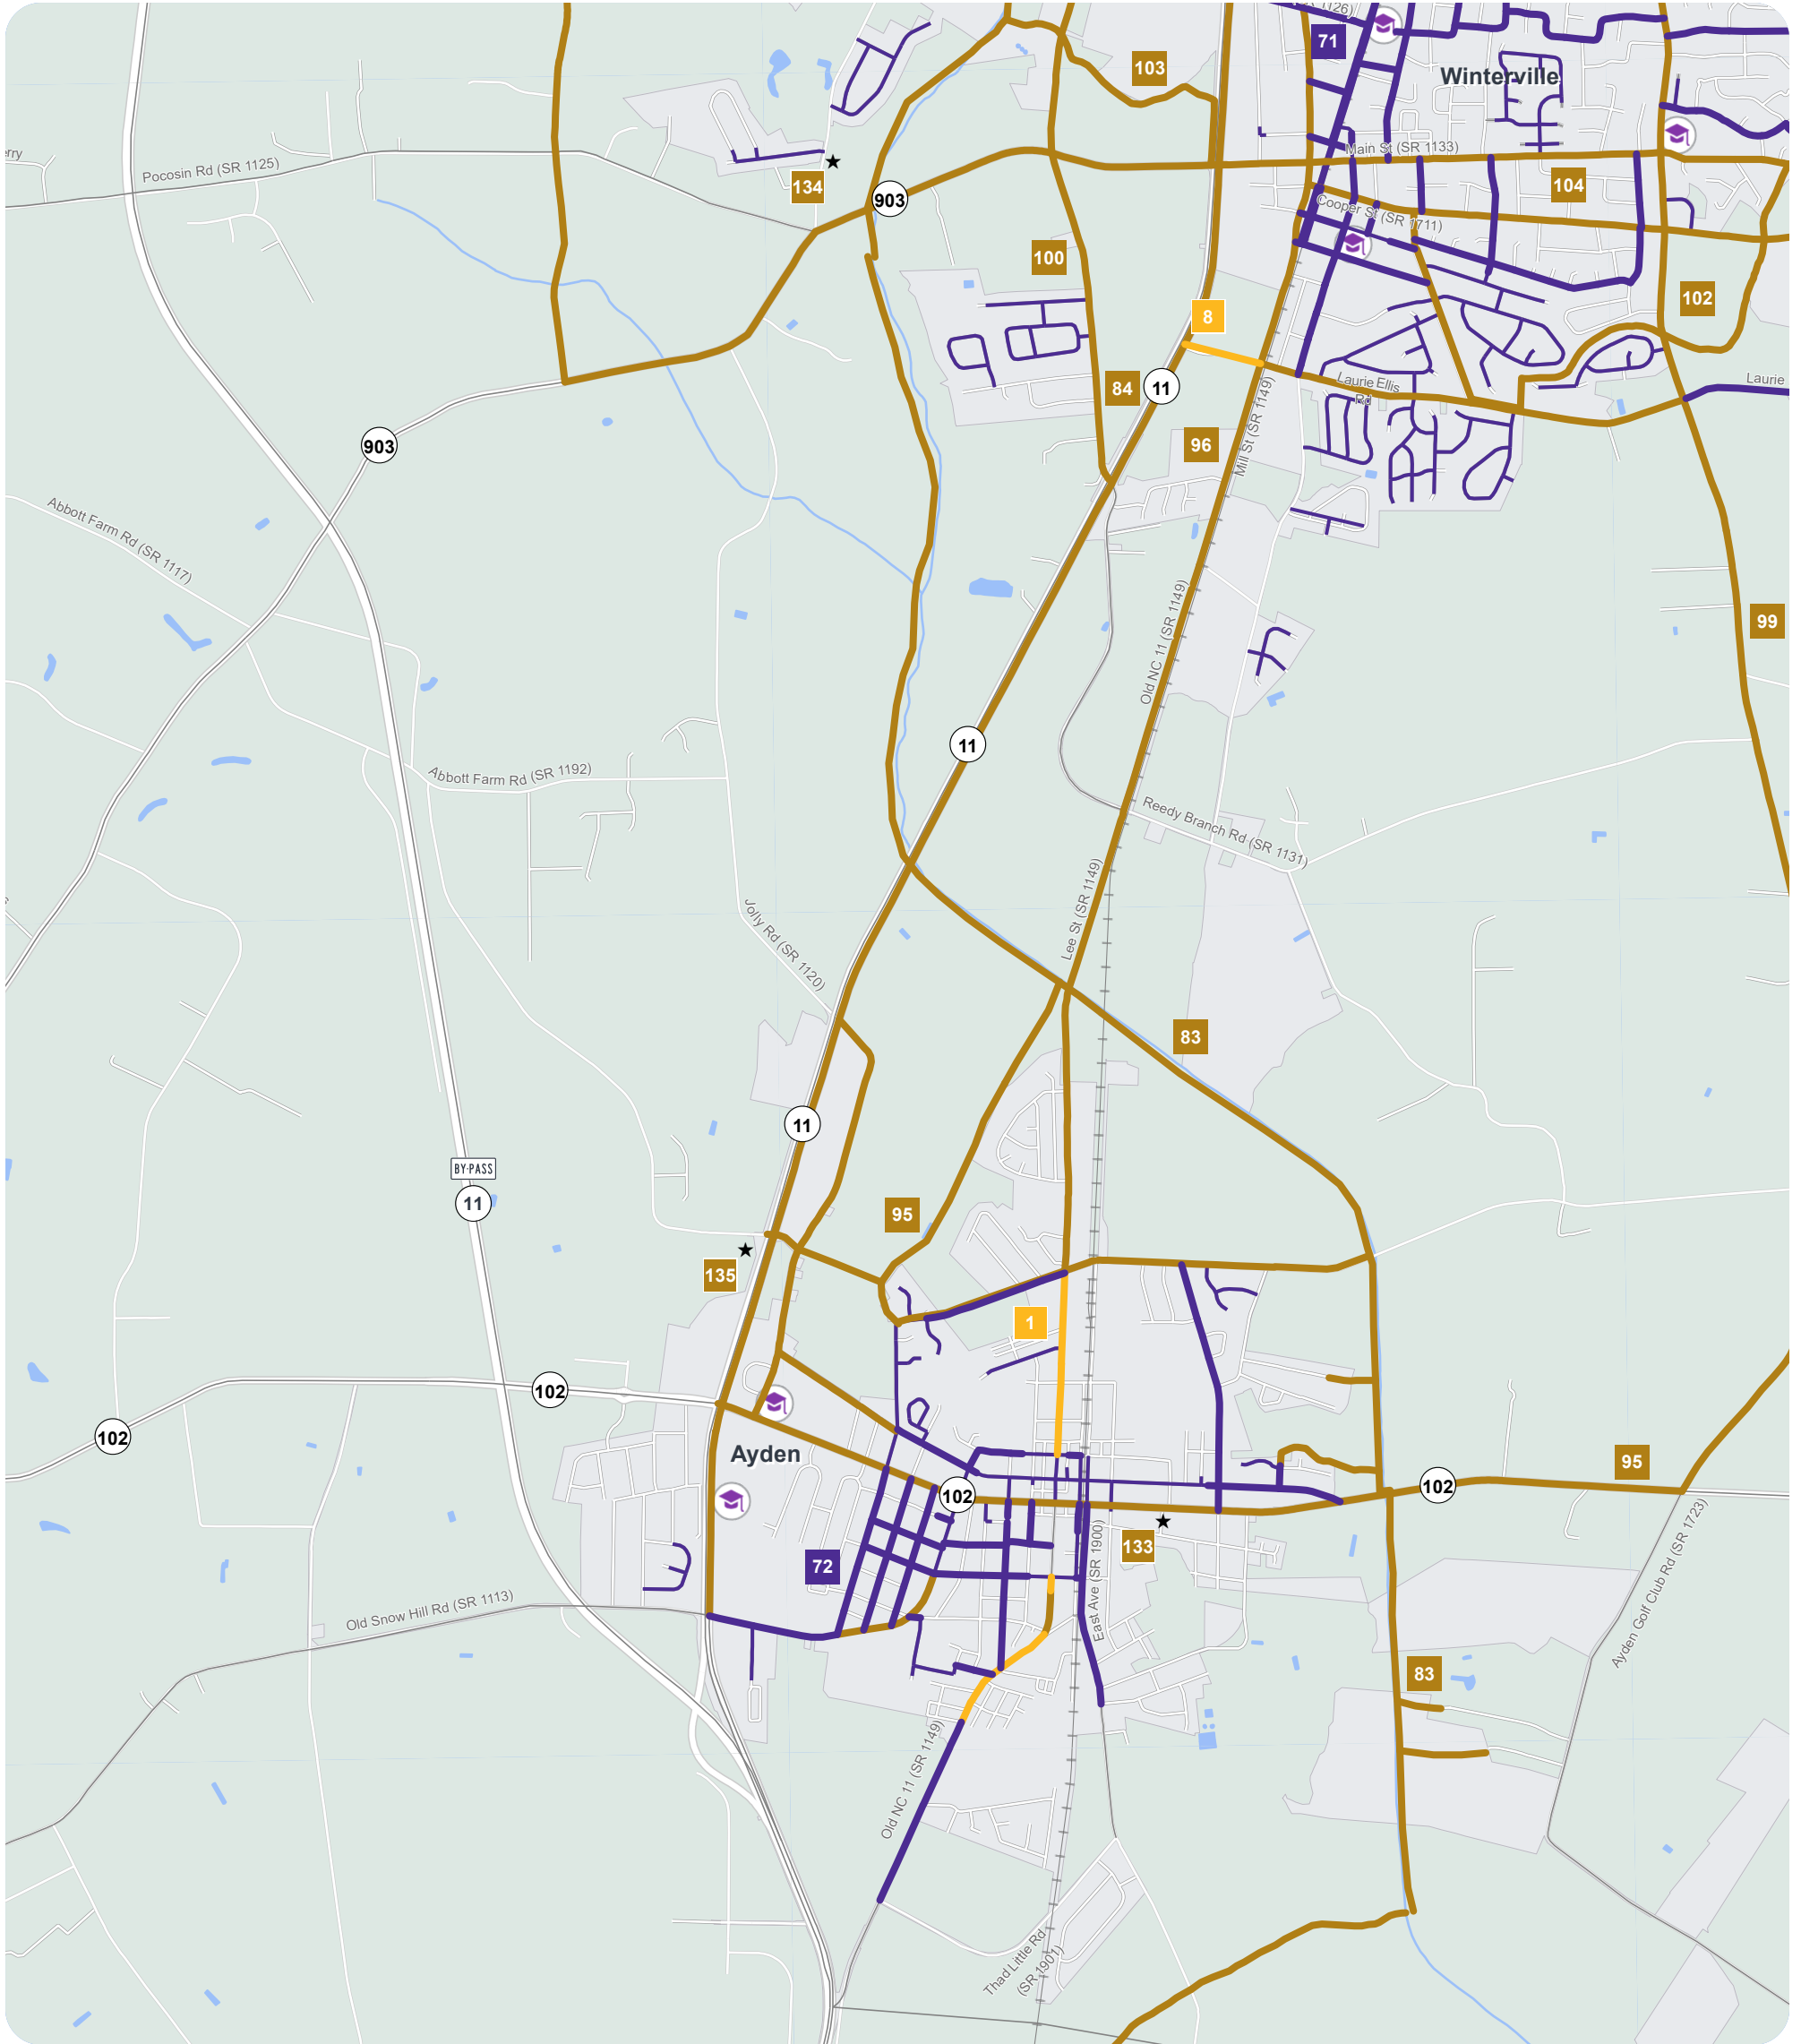 1126)
71
103
Winterville
erry
Pocosin Rd (SR 1125)
Main St (SR 1133)
134
903
104
Cooper St (SR 1711)
100
102
8
84
11
Laurie Ellis
Rd
Laurie
Mill St (SR 1149)
903
96
Abbott Farm Rd (SR 1117)
Old NC 11 (SR 1149)
99
11
Abbott Farm Rd (SR 1192)
Reedy Branch Rd (SR 1131)
Lee St (SR 1149)
Jolly Rd (SR 1120)
83
11
BY-PASS
11
95
135
1
102
102
Ayden
95
102
102
133
East Ave (SR 1900)
72
Ayden Golf Club Rd (SR 1723)
Old Snow Hill Rd (SR 1113)
83
Old NC 11 (SR 1149)
Thad Little Rd
(SR 1901)